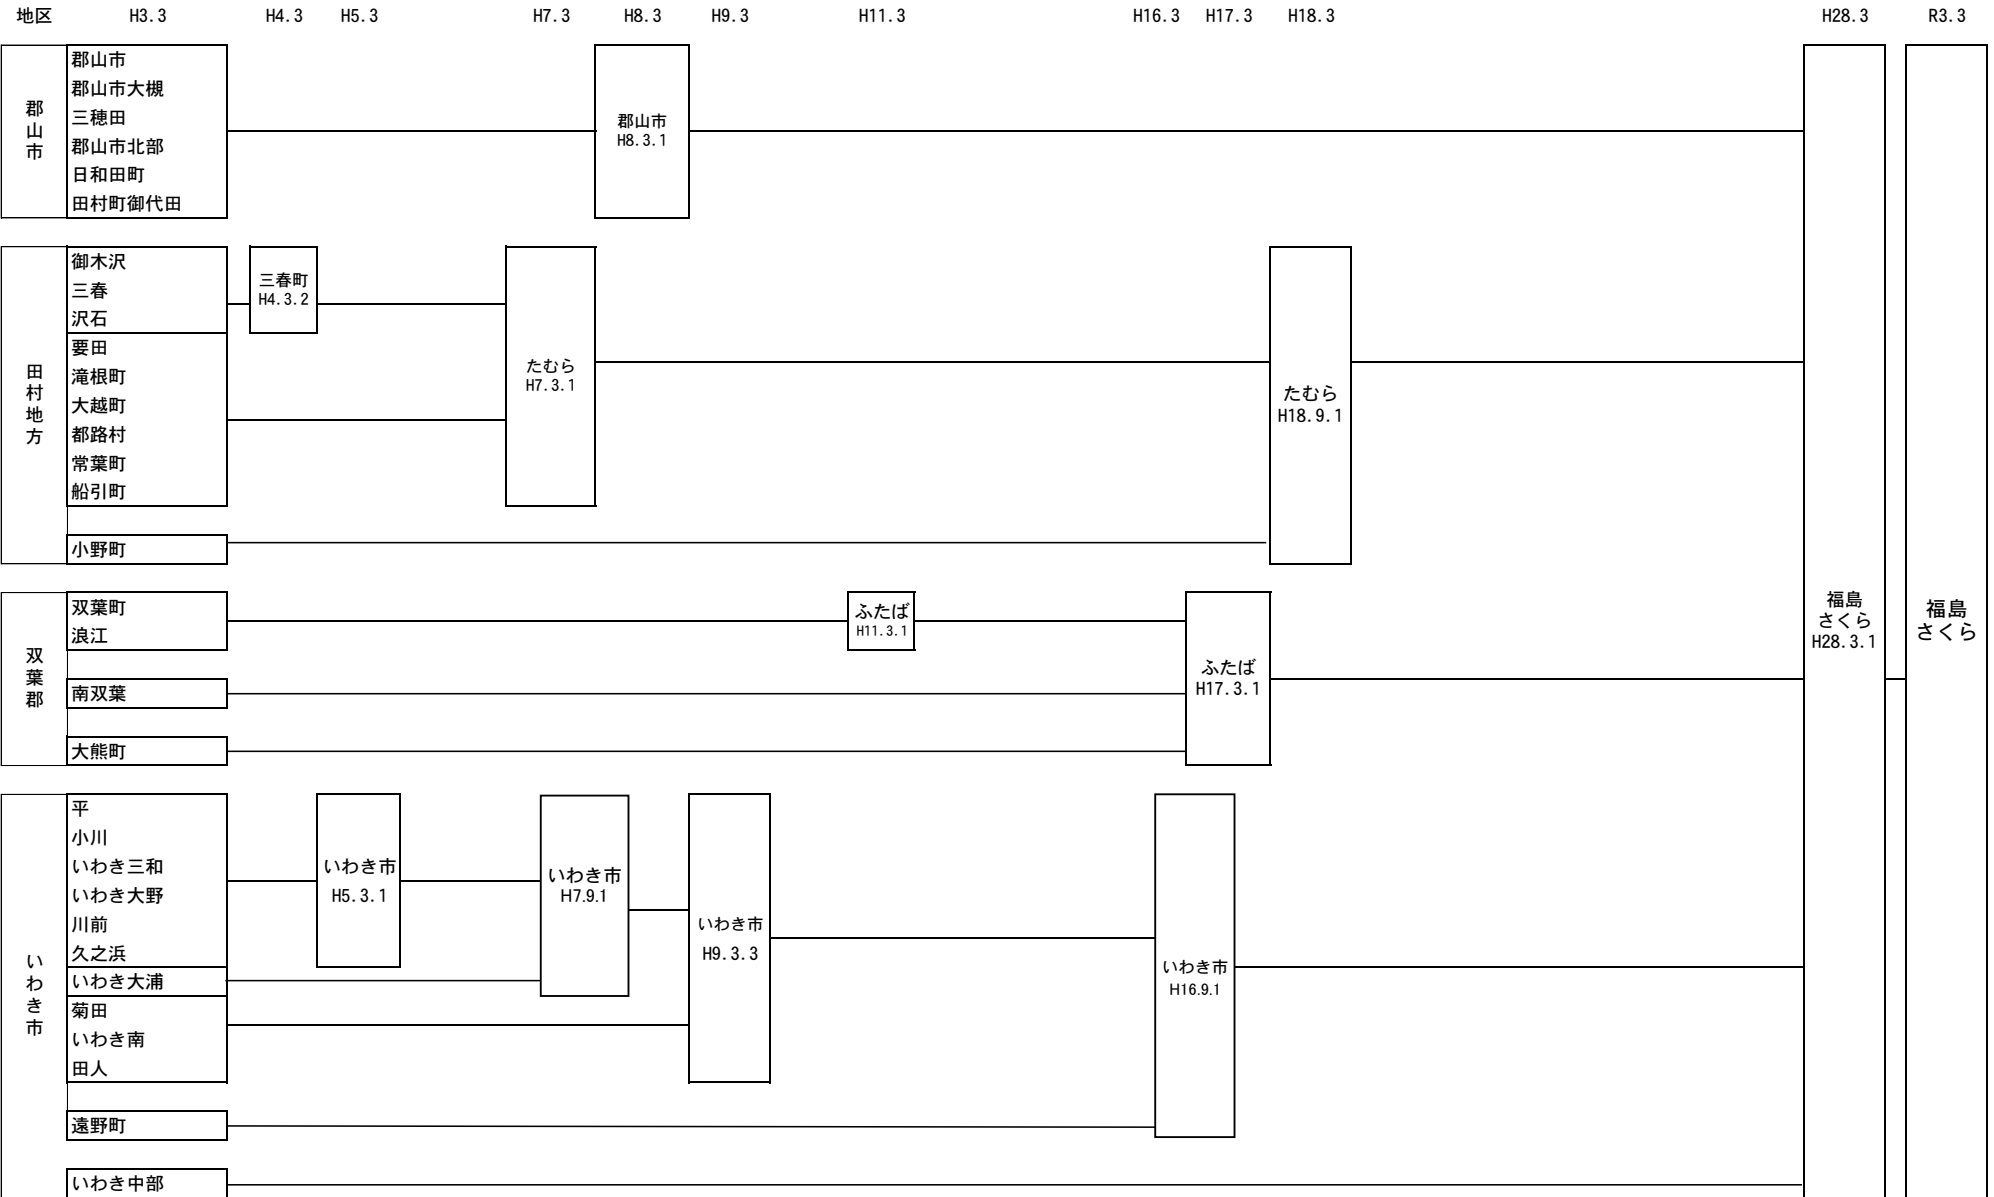 地区 H3.3 H4.3 H5.3 H7.3 H8.3 H9.3 H11.3 H16.3 H17.3 H18.3 H28.3 R3.3
郡山市
郡山市
郡山市大槻
三穂田
郡山市北部
日和田町
田村町御代田
郡山市
H8.3.1
田村地方
御木沢
三春
沢石
要田
滝根町
大越町
都路村
常葉町
船引町
小野町
三春町
H4.3.2
たむら
H7.3.1
たむら
H18.9.1
双葉郡
双葉町
浪江
南双葉
大熊町
ふたば
H11.3.1
ふたば
H17.3.1
いわき市
平
小川
いわき三和
いわき大野
川前
久之浜
いわき大浦
菊田
いわき南
田人
遠野町
いわき中部
いわき市
H5.3.1
いわき市
H7.9.1
いわき市
H9.3.3
いわき市
H16.9.1
福島
さくら
H28.3.1
福島
さくら